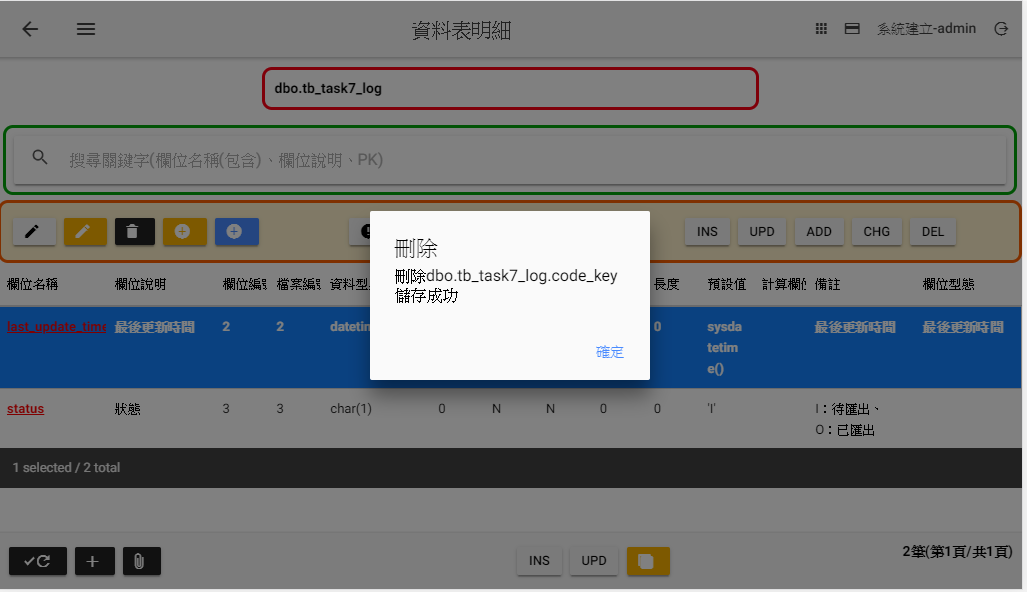 資料表明細
系統建立-admin
dbo.tb_task7_log
搜尋關鍵字(欄位名稱(包含)、欄位說明、PK)
INS UPD ADD CHG DEL
刪除
刪除dbo.tb_task7_log.code_key
儲存成功
確定
欄位名稱 欄位說明 欄位編號 檔案編號 資料型 長度 預設值 計算欄位 備註 欄位型態
last_update_time 最後更新時間 2 2 datetim 0 sysda 最後更新時間 最後更新時間
tetim
e()
status 狀態 3 3 char(1) 0 N N 0 0 'I' I：待匯出、
O：已匯出
1 selected / 2 total
INS UPD
2筆(第1頁/共1頁)